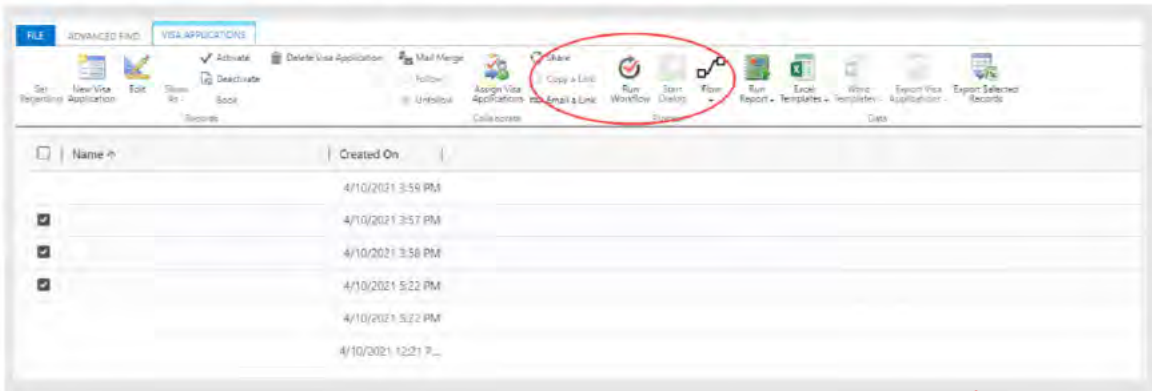 FILE ADVANCED FIND VISA APPLICATIONS
Set Regarding
New Visa Application
Edit
Show As
Activate
Deactivate
Book
Delete Visa Application
Mail Merge
Follow
Unfollow
Assign Visa Applications
Share
Copy a Link
Email a Link
Run Workflow
Start Dialog
Flow
Run Report
Excel Templates
Word Templates
Export Visa Applications
Export Selected Records
Records Collaborate Process Data
Name Created On
4/10/2021 3:59 PM
4/10/2021 3:57 PM
4/10/2021 3:58 PM
4/10/2021 5:22 PM
4/10/2021 5:22 PM
4/10/2021 12:21 P...